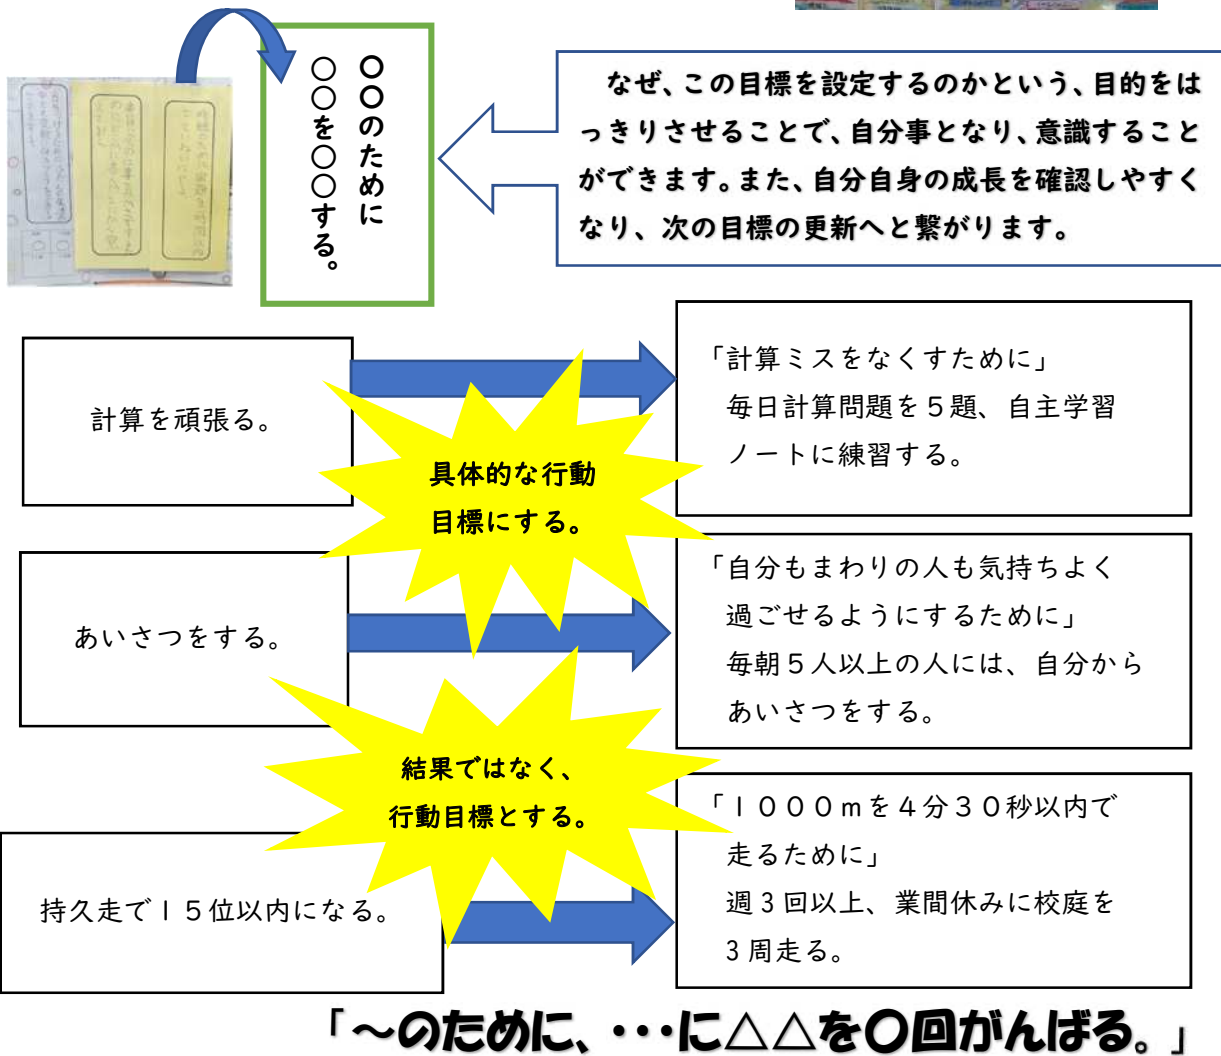 〇〇のために
〇〇を〇〇する。
なぜ、この目標を設定するのかという、目的をは
っきりさせることで、自分事となり、意識すること
ができます。また、自分自身の成長を確認しやすく
なり、次の目標の更新へと繋がります。
計算を頑張る。
具体的な行動
目標にする。
「計算ミスをなくすために」
毎日計算問題を５題、自主学習
ノートに練習する。
あいさつをする。
「自分もまわりの人も気持ちよく
過ごせるようにするために」
毎朝５人以上の人には、自分から
あいさつをする。
結果ではなく、
行動目標とする。
持久走で１５位以内になる。
「１０００ｍを４分３０秒以内で
走るために」
週３回以上、業間休みに校庭を
３周走る。
「～のために、・・・に△△を〇回がんばる。」